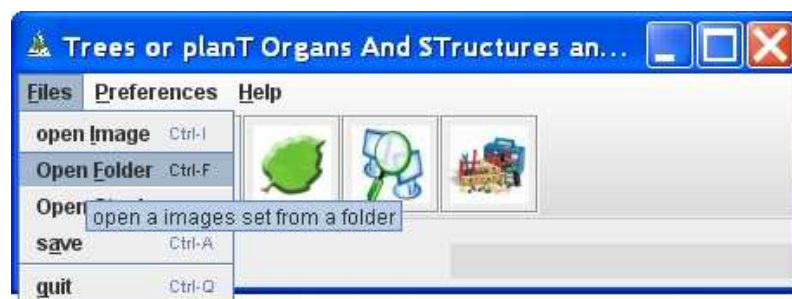 Trees or planT Organs And STructures an...
Files Preferences Help
open Image Ctrl-I
Open Folder Ctrl-F
Open
open a images set from a folder
save Ctrl-A
quit Ctrl-Q